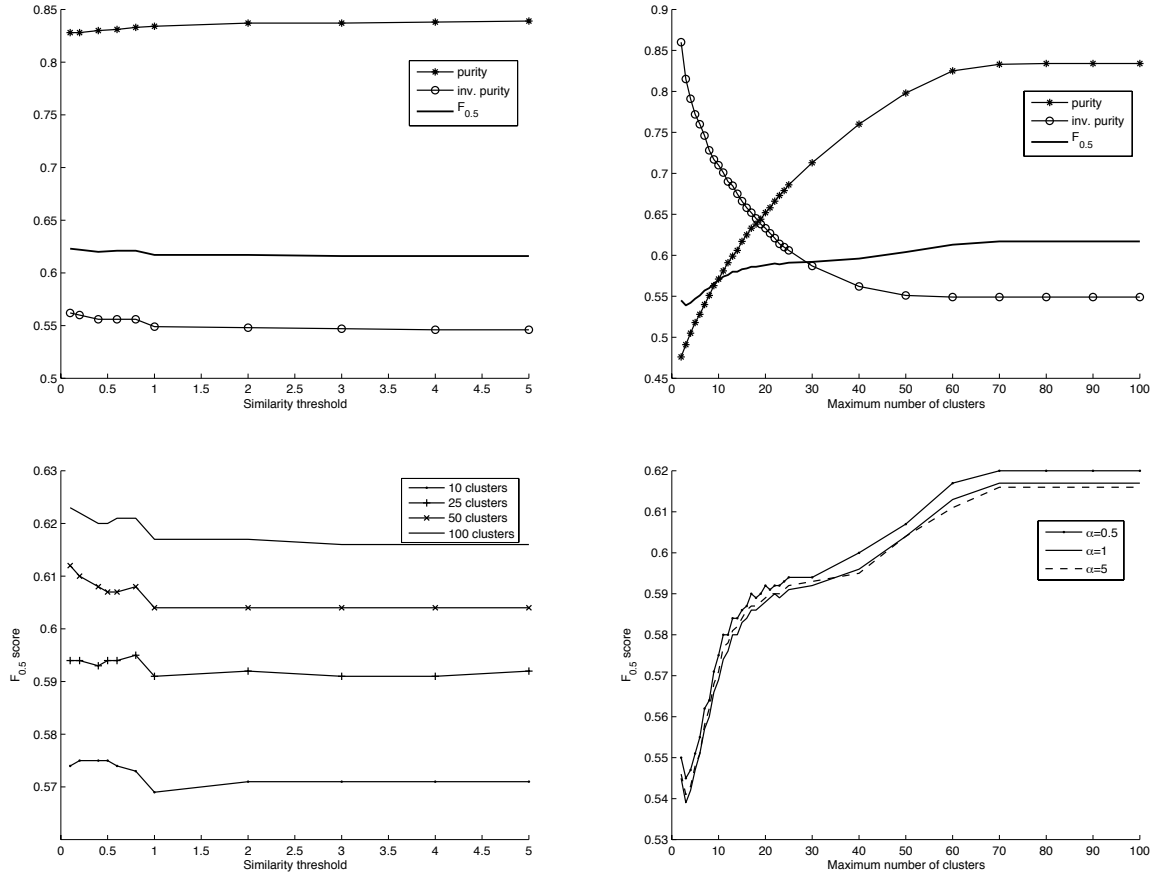 0.85
0.8
0.75
0.7
0.65
0.6
0.55
0.5
0 0.5 1 1.5 2 2.5 3 3.5 4 4.5 5
Similarity threshold
purity
inv. purity
F0.5
0.9
0.85
0.8
0.75
0.7
0.65
0.6
0.55
0.5
0.45
0 10 20 30 40 50 60 70 80 90 100
Maximum number of clusters
purity
inv. purity
F0.5
0.63
0.62
0.61
0.6
0.59
0.58
0.57
F0.5 score
0 0.5 1 1.5 2 2.5 3 3.5 4 4.5 5
Similarity threshold
10 clusters
25 clusters
50 clusters
100 clusters
0.62
0.61
0.6
0.59
0.58
0.57
0.56
0.55
0.54
0.53
F0.5 score
0 10 20 30 40 50 60 70 80 90 100
Maximum number of clusters
α=0.5
α=1
α=5